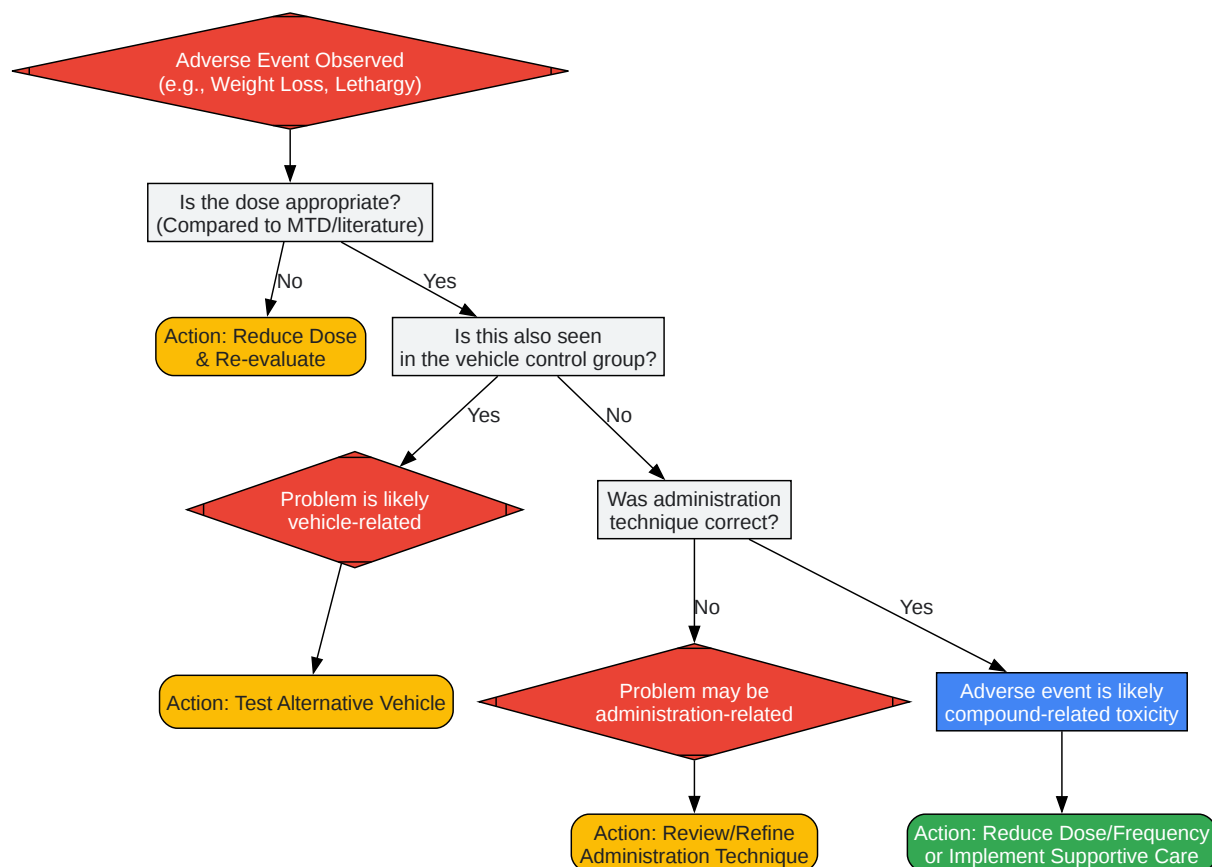 Adverse Event Observed
(e.g., Weight Loss, Lethargy)
Is the dose appropriate?
(Compared to MTD/literature)
No
Yes
Action: Reduce Dose
& Re-evaluate
Is this also seen
in the vehicle control group?
Yes
No
Problem is likely
vehicle-related
Was administration
technique correct?
No
Yes
Action: Test Alternative Vehicle
Problem may be
administration-related
Adverse event is likely
compound-related toxicity
Action: Review/Refine
Administration Technique
Action: Reduce Dose/Frequency
or Implement Supportive Care